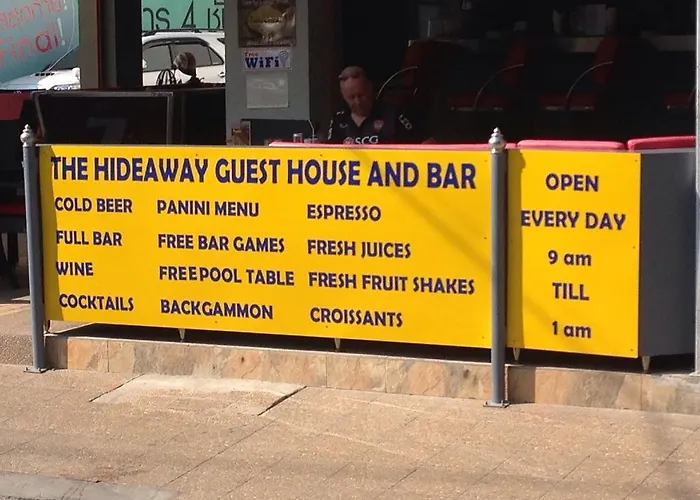 Free
WiFi
SCG
THE HIDEAWAY GUEST HOUSE AND BAR
COLD BEER PANINI MENU ESPRESSO
FULL BAR FREE BAR GAMES FRESH JUICES
WINE FREE POOL TABLE FRESH FRUIT SHAKES
COCKTAILS BACKGAMMON CROISSANTS
OPEN
EVERY DAY
9 am
TILL
1 am